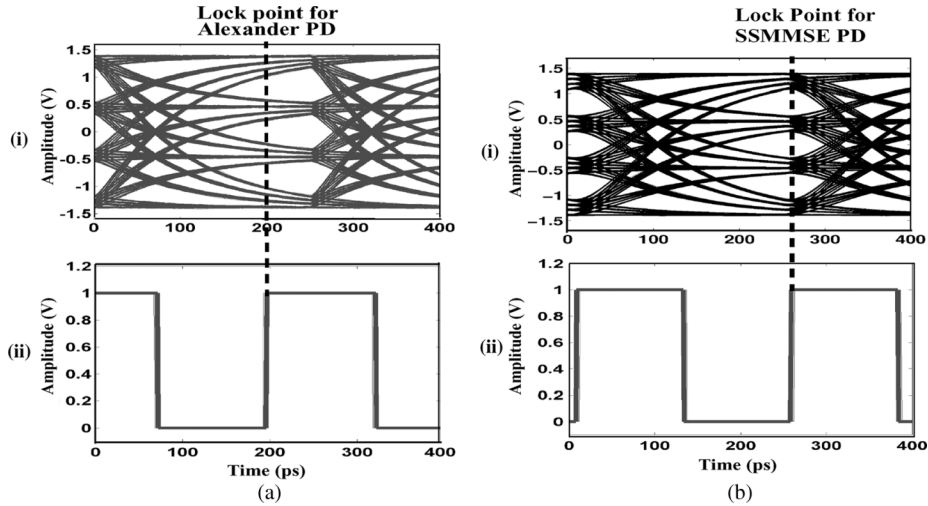 Lock point for
Alexander PD
(i)
Amplitude (V)
1.5
1
0.5
0
-0.5
-1
-1.5
0 100 200 300 400
(ii)
Amplitude (V)
1.2
1
0.8
0.6
0.4
0.2
0
0 100 200 300 400
Time (ps)
(a)
Lock Point for
SSMMSE PD
(i)
Amplitude (V)
1.5
1
0.5
0
−0.5
−1
−1.5
0 100 200 300 400
(ii)
Amplitude (V)
1.2
1
0.8
0.6
0.4
0.2
0
0 100 200 300 400
Time (ps)
(b)